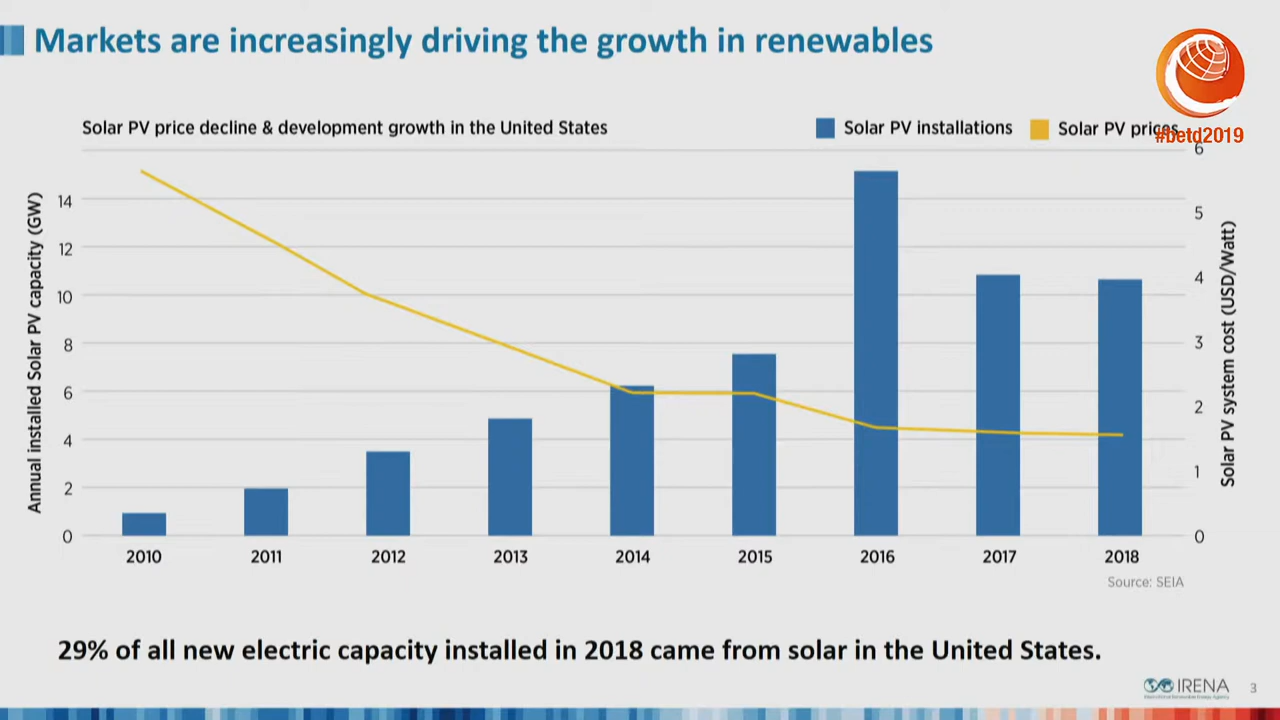 Markets are increasingly driving the growth in renewables
#betd2019
Solar PV price decline & development growth in the United States
Solar PV installations
Solar PV prices
Annual installed Solar PV capacity (GW)
14
12
10
8
6
4
2
0
6
5
4
3
2
1
0
Solar PV system cost (USD/Watt)
2010 2011 2012 2013 2014 2015 2016 2017 2018
Source: SEIA
29% of all new electric capacity installed in 2018 came from solar in the United States.
IRENA
International Renewable Energy Agency
3